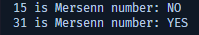 15 is Mersenn number: NO
31 is Mersenn number: YES